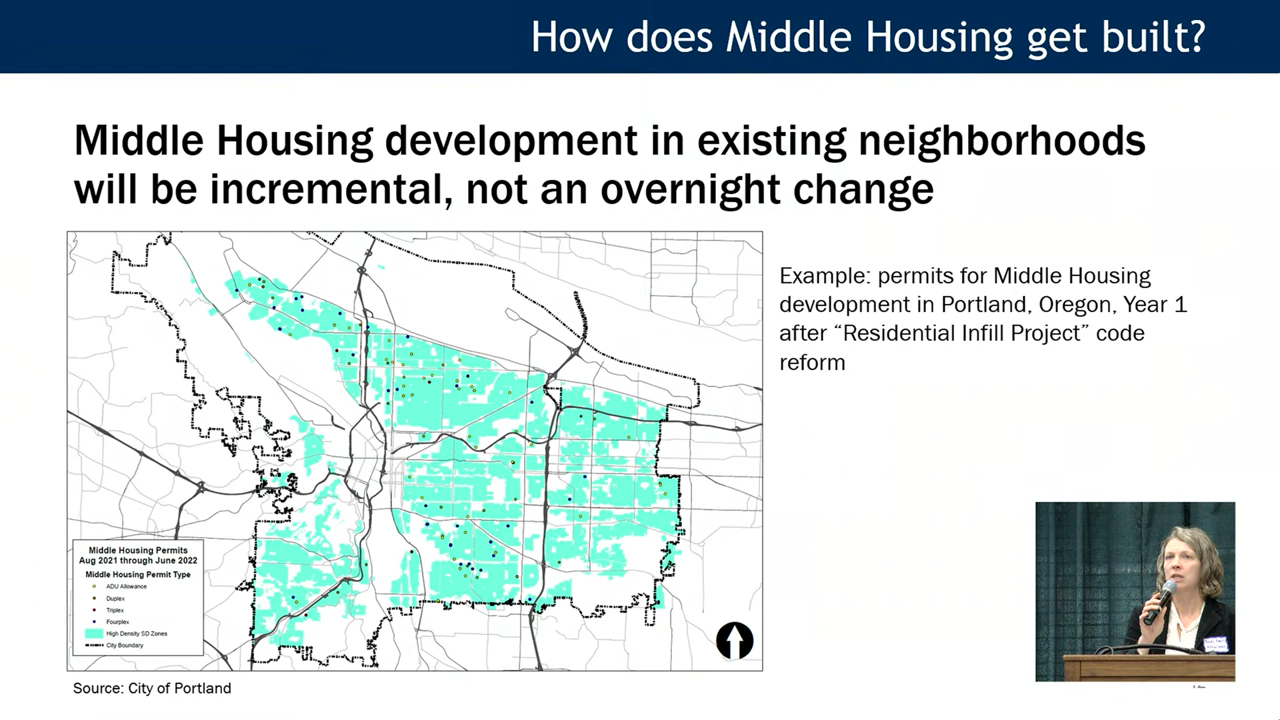 How does Middle Housing get built?
Middle Housing development in existing neighborhoods
will be incremental, not an overnight change
Example: permits for Middle Housing
development in Portland, Oregon, Year 1
after “Residential Infill Project” code
reform
Middle Housing Permits
Aug 2021 through June 2022
Middle Housing Permit Type
ADU Allowance
Duplex
Triplex
Fourplex
High Density SD Zones
City Boundary
Source: City of Portland